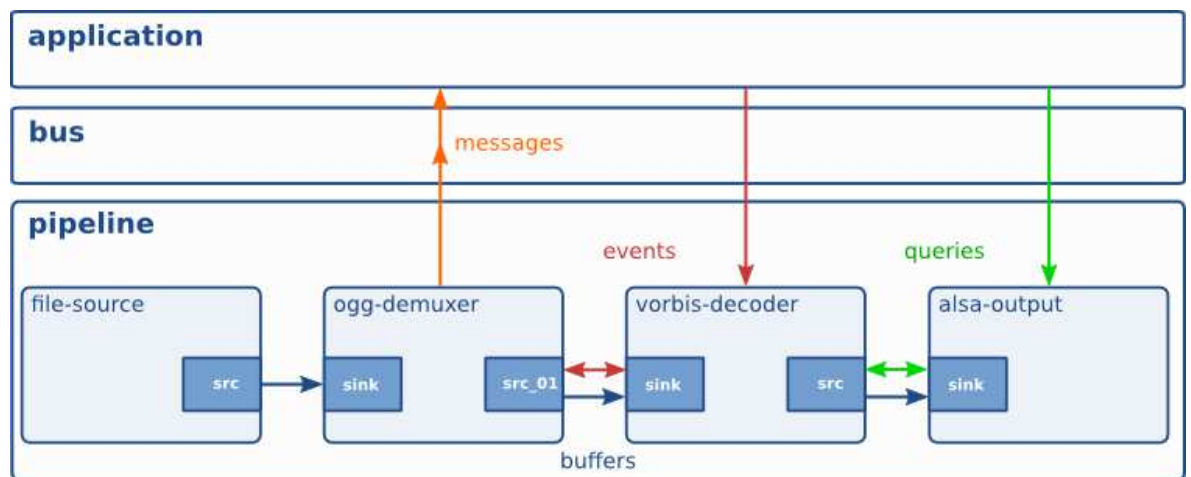 application
bus
messages
pipeline
events
queries
file-source
ogg-demuxer
vorbis-decoder
alsa-output
src
sink
src_01
sink
src
sink
buffers